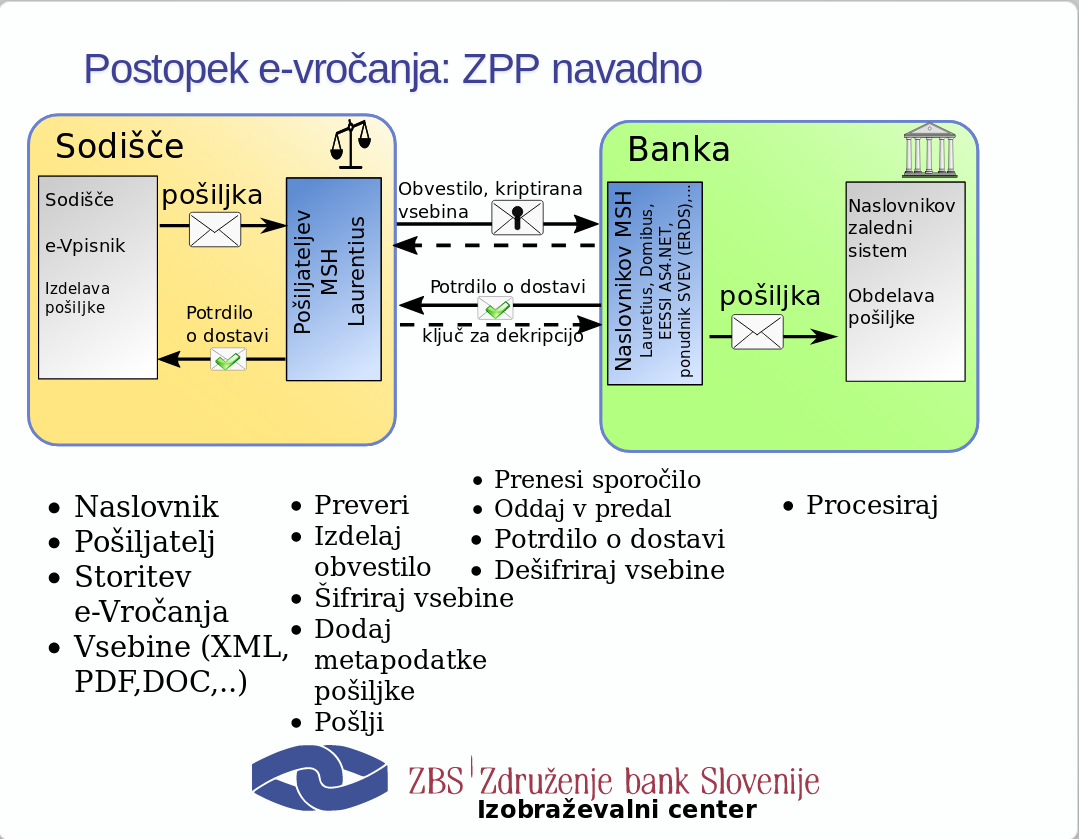 Postopek e-vročanja: ZPP navadno
Sodišče
Sodišče
e-Vpisnik
Izdelava
pošiljke
pošiljka
Potrdilo
o dostavi
Pošiljateljev
MSH
Laurentius
Obvestilo, kriptirana
vsebina
Potrdilo o dostavi
ključ za dekripcijo
Banka
Naslovnikov MSH
Lauretius, Domibus,
EESSI AS4.NET,
ponudnik SVEV (ERDS),...
pošiljka
Naslovnikov
zaledni
sistem
Obdelava
pošiljke
• Naslovnik
• Pošiljatelj
• Storitev
e-Vročanja
• Vsebine (XML,
PDF,DOC,..)
• Preveri
• Izdelaj
obvestilo
• Šifriraj vsebine
• Dodaj
metapodatke
pošiljke
• Pošlji
• Prenesi sporočilo
• Oddaj v predal
• Potrdilo o dostavi
• Dešifriraj vsebine
• Procesiraj
ZBS Združenje bank Slovenije
Izobraževalni center